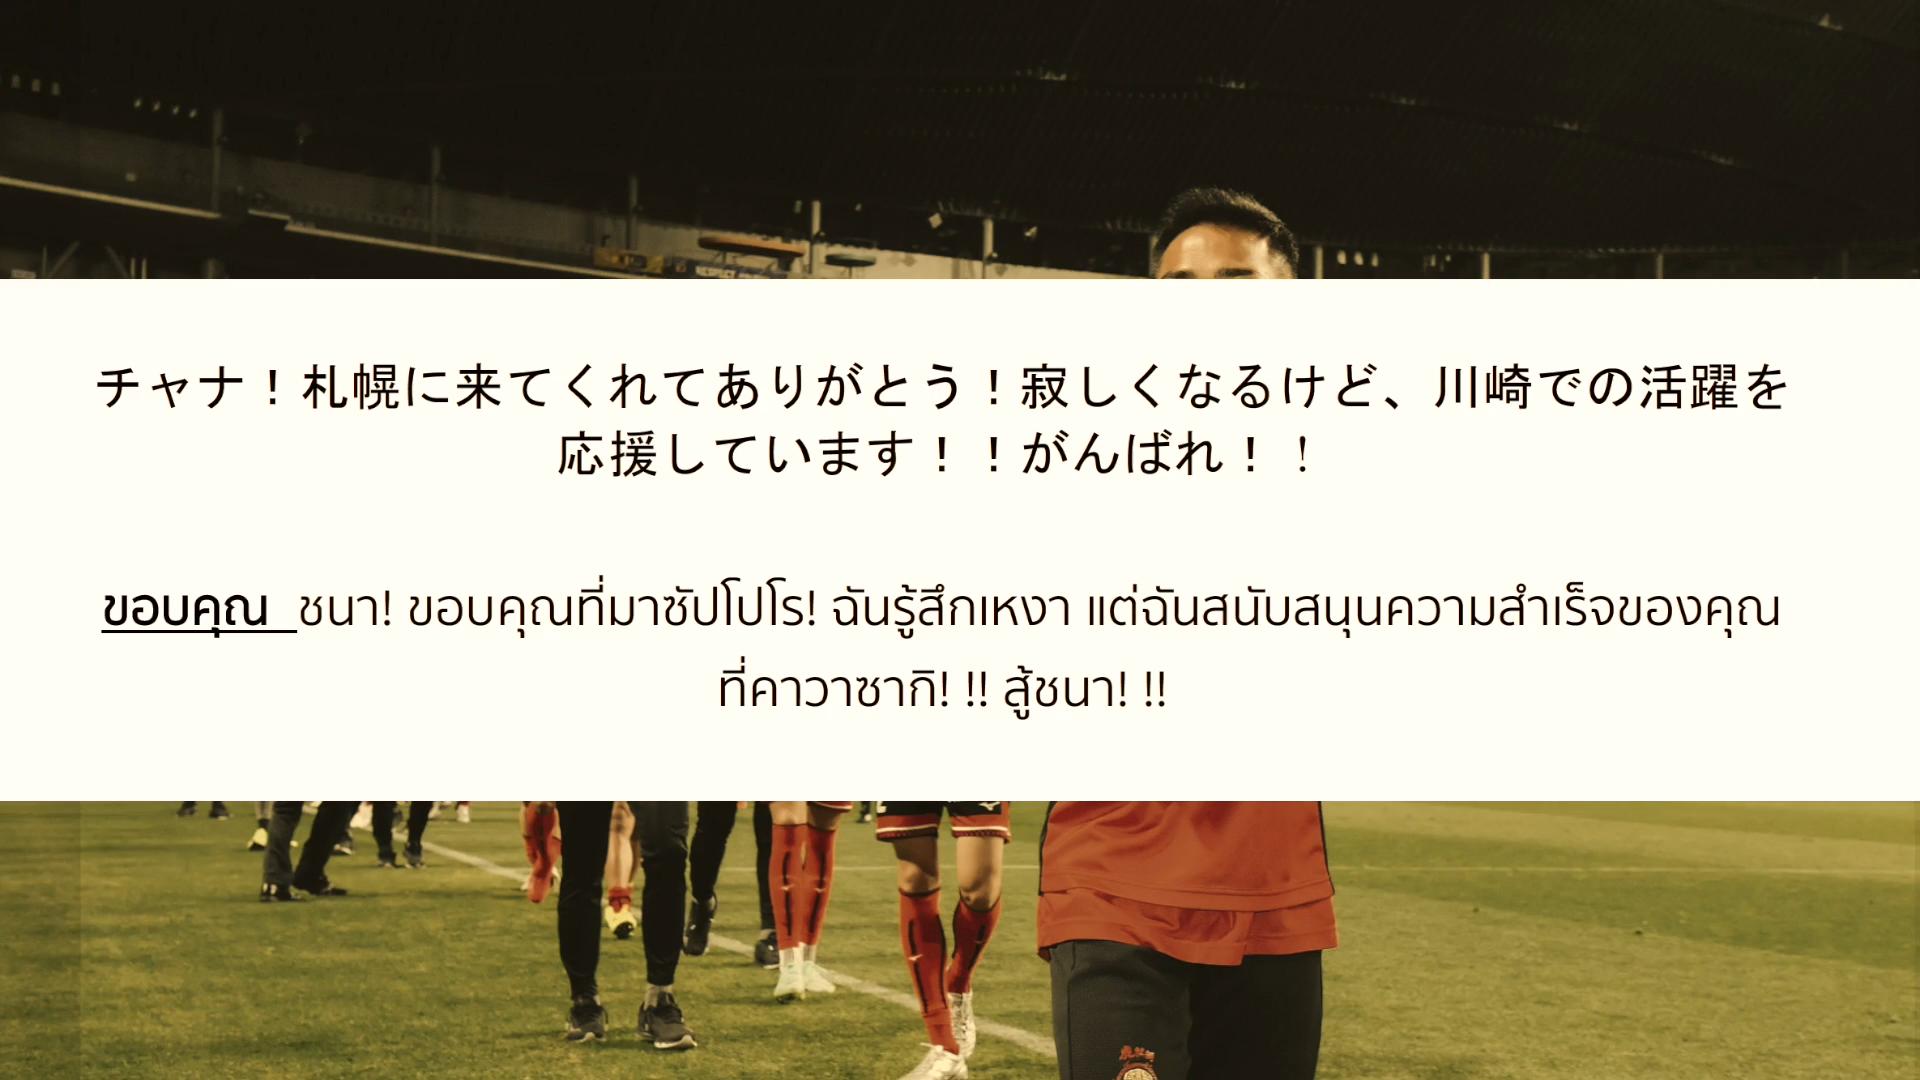 チャナ！札幌に来てくれてありがとう！寂しくなるけど、川崎での活躍を
応援しています！！がんばれ！！
ขอบคุณ ชนา! ขอบคุณที่มาซัปโปโร! ฉันรู้สึกเหงา แต่ฉันสนับสนุนความสำเร็จของคุณ
ที่คาวาซากิ! !! สู้ชนา! !!